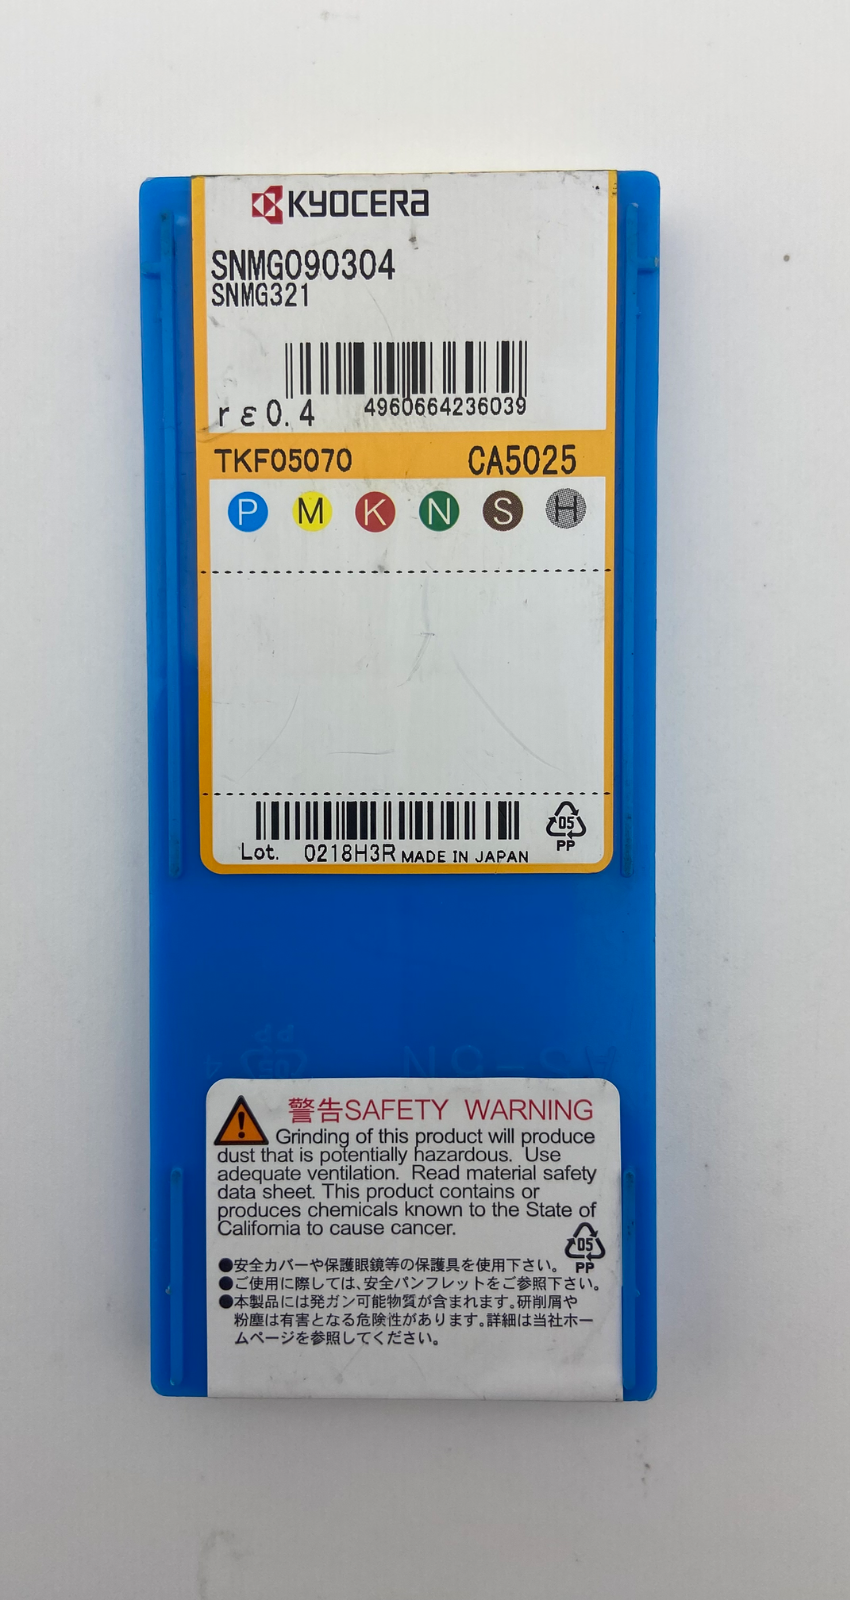 KYOCERA
SNMG090304
SNMG321
rε0.4
4960664236039
TKF05070 CA5025
P M K N S H
05
PP
Lot. 0218H3R MADE IN JAPAN
警告SAFETY WARNING
Grinding of this product will produce
dust that is potentially hazardous. Use
adequate ventilation. Read material safety
data sheet. This product contains or
produces chemicals known to the State of
California to cause cancer.
05
PP
●安全カバーや保護眼鏡等の保護具を使用下さい。
●ご使用に際しては、安全パンフレットをご参照下さい。
●本製品には発ガン可能物質が含まれます。研削屑や
粉塵は有害となる危険性があります。詳細は当社ホー
ムページを参照してください。